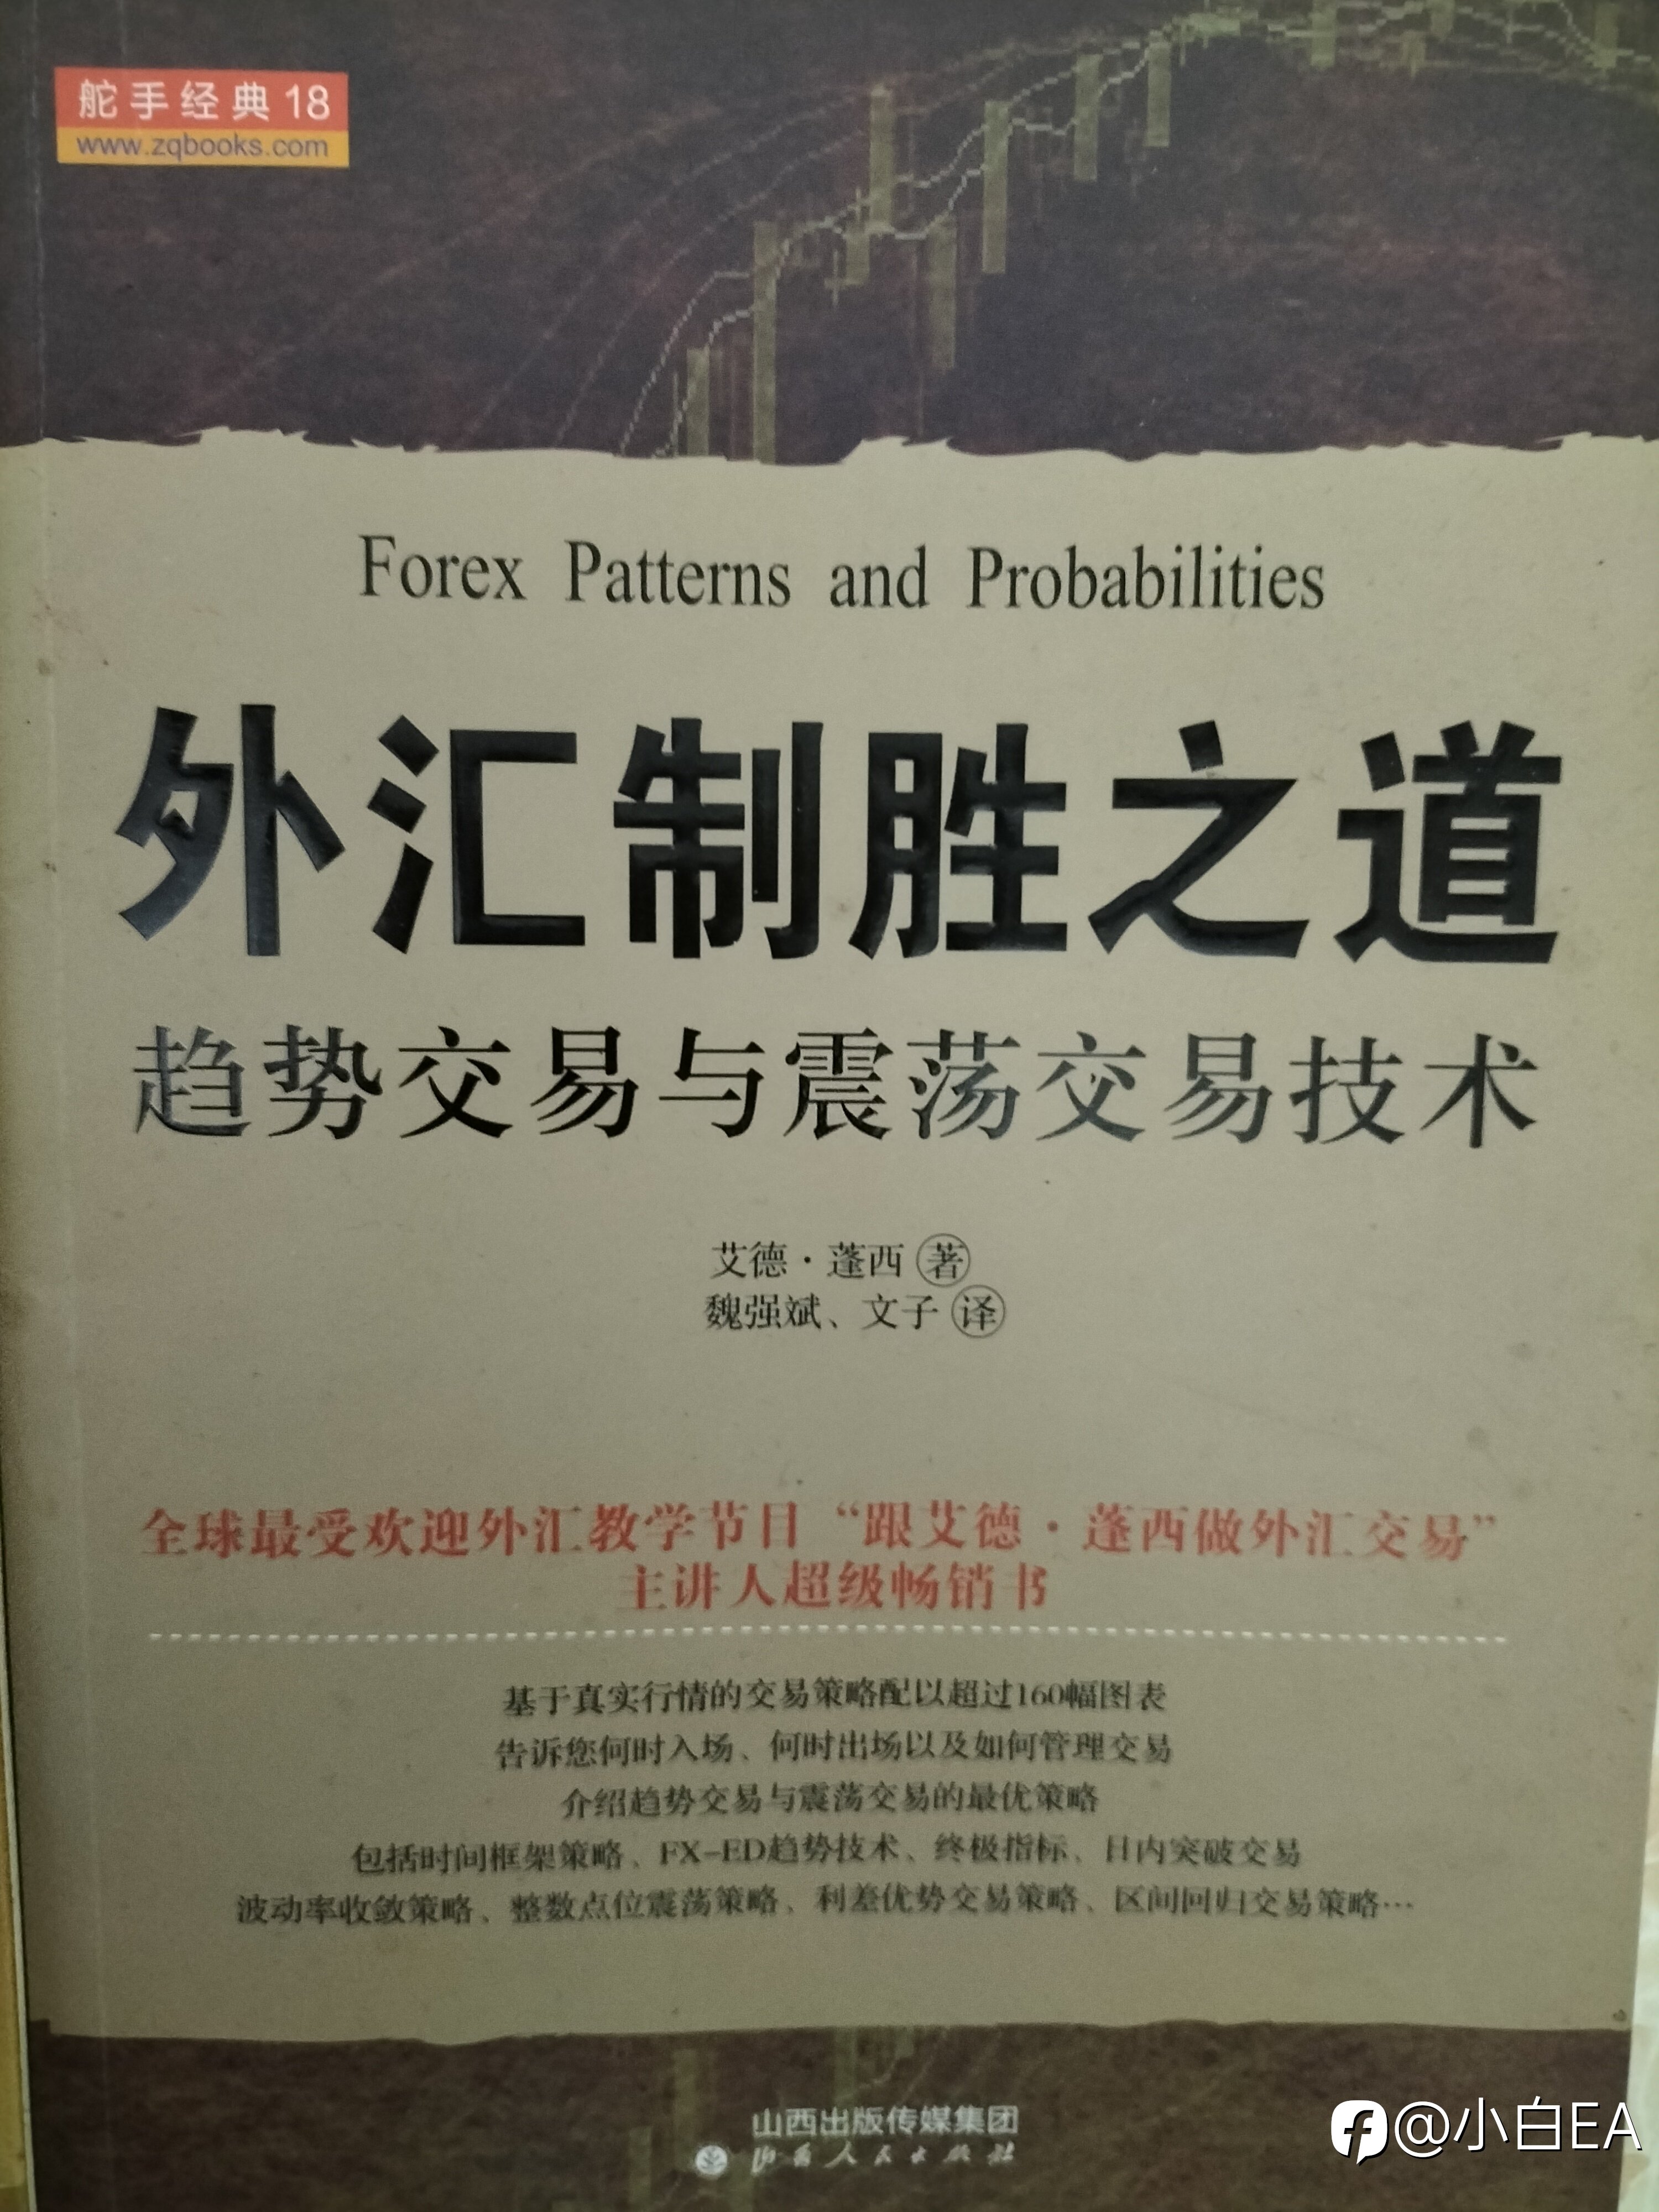 舵手经典18
www.zqbooks.com
Forex Patterns and Probabilities
外汇制胜之道
趋势交易与震荡交易技术
艾德·蓬西 著
魏强斌、文子 译
全球最受欢迎外汇教学节目“跟艾德·蓬西做外汇交易”
主讲人超级畅销书
基于真实行情的交易策略配以超过160幅图表
告诉您何时入场、何时出场以及如何管理交易
介绍趋势交易与震荡交易的最优策略
包括时间框架策略、FX-ED趋势技术、终极指标、日内突破交易
波动率收敛策略、整数点位震荡策略、利差优势交易策略、区间回归交易策略…
山西出版传媒集团
山西人民出版社
@小白EA